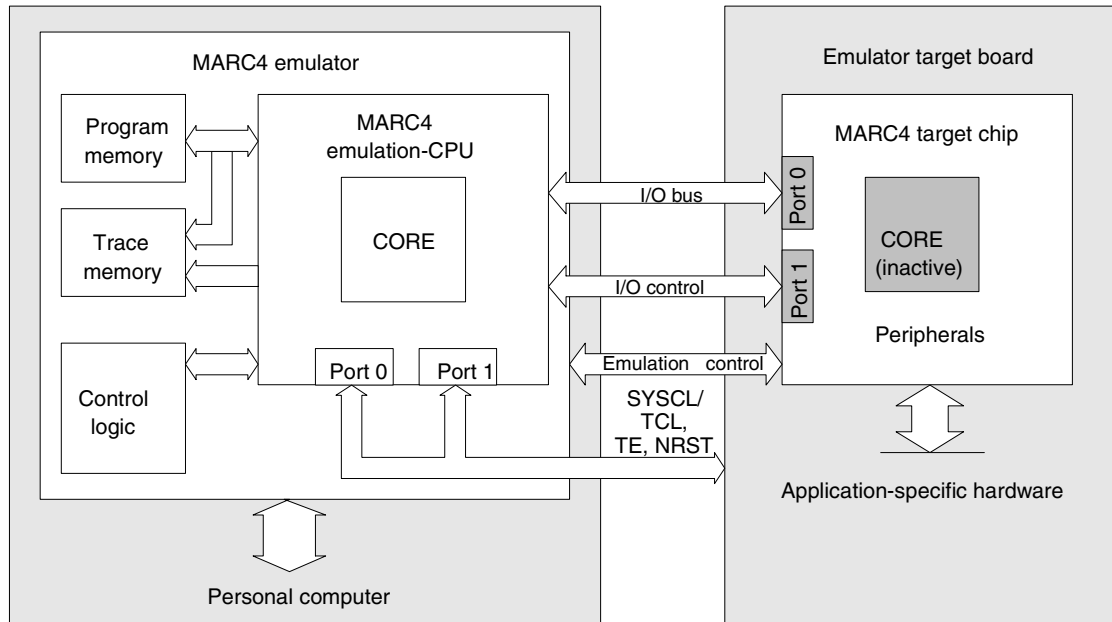 MARC4 emulator
Program
memory
Trace
memory
Control
logic
MARC4
emulation-CPU
CORE
Port 0
Port 1
I/O bus
I/O control
Emulation control
SYSCL/
TCL,
TE, NRST
Personal computer
Emulator target board
MARC4 target chip
Port 0
Port 1
CORE
(inactive)
Peripherals
Application-specific hardware